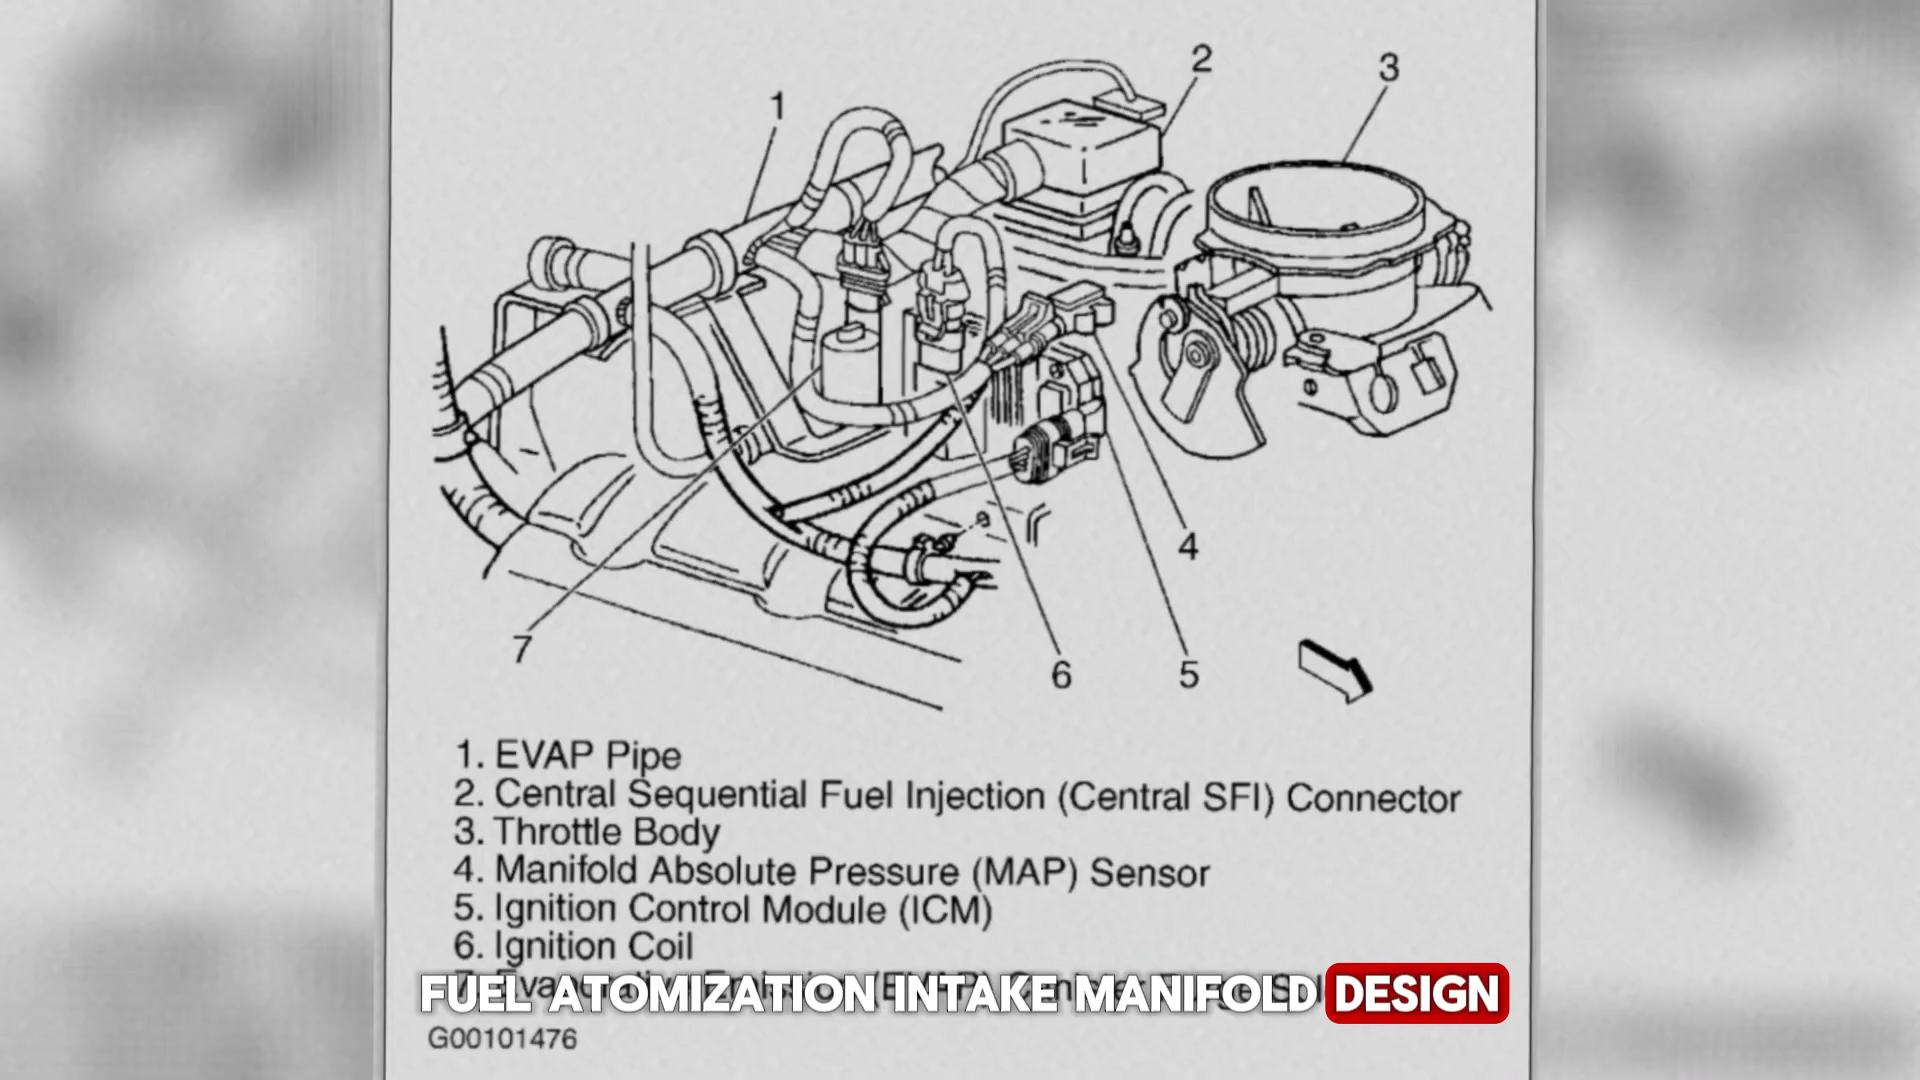 1
2
3
4
5
6
7
1. EVAP Pipe
2. Central Sequential Fuel Injection (Central SFI) Connector
3. Throttle Body
4. Manifold Absolute Pressure (MAP) Sensor
5. Ignition Control Module (ICM)
6. Ignition Coil
FUEL ATOMIZATION INTAKE MANIFOLD DESIGN
G00101476